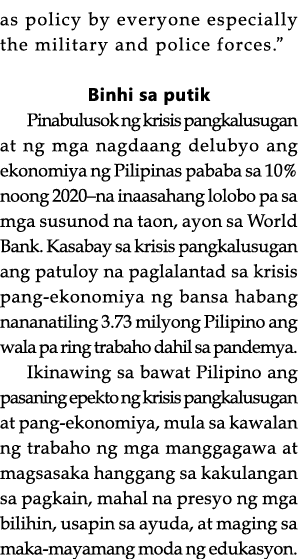 as policy by everyone especially
the military and police forces.”
Binhi sa putik
Pinabulusok ng krisis pangkalusugan
at ng mga nagdaang delubyo ang
ekonomiya ng Pilipinas pababa sa 10%
noong 2020–na inaasahang lolobo pa sa
mga susunod na taon, ayon sa World
Bank. Kasabay sa krisis pangkalusugan
ang patuloy na paglalantad sa krisis
pang-ekonomiya ng bansa habang
nananatiling 3.73 milyong Pilipino ang
wala pa ring trabaho dahil sa pandemya.
Ikinawing sa bawat Pilipino ang
pasaning epekto ng krisis pangkalusugan
at pang-ekonomiya, mula sa kawalan
ng trabaho ng mga manggagawa at
magsasaka hanggang sa kakulangan
sa pagkain, mahal na presyo ng mga
bilihin, usapin sa ayuda, at maging sa
maka-mayamang moda ng edukasyon.